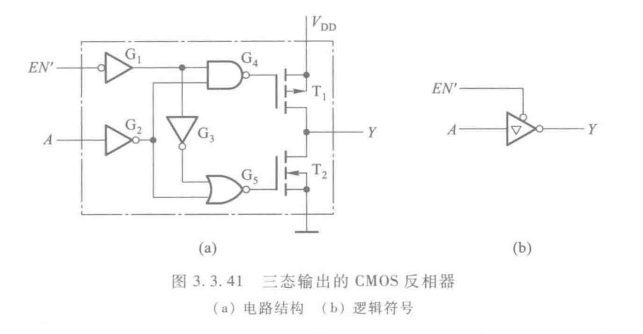 V_DD
EN'
G₁
G₄
T₁
EN'
A
G₂
G₃
Y
A
▽
Y
G₅
T₂
(a)
(b)
图 3.3.41 三态输出的 CMOS 反相器
(a) 电路结构 (b) 逻辑符号